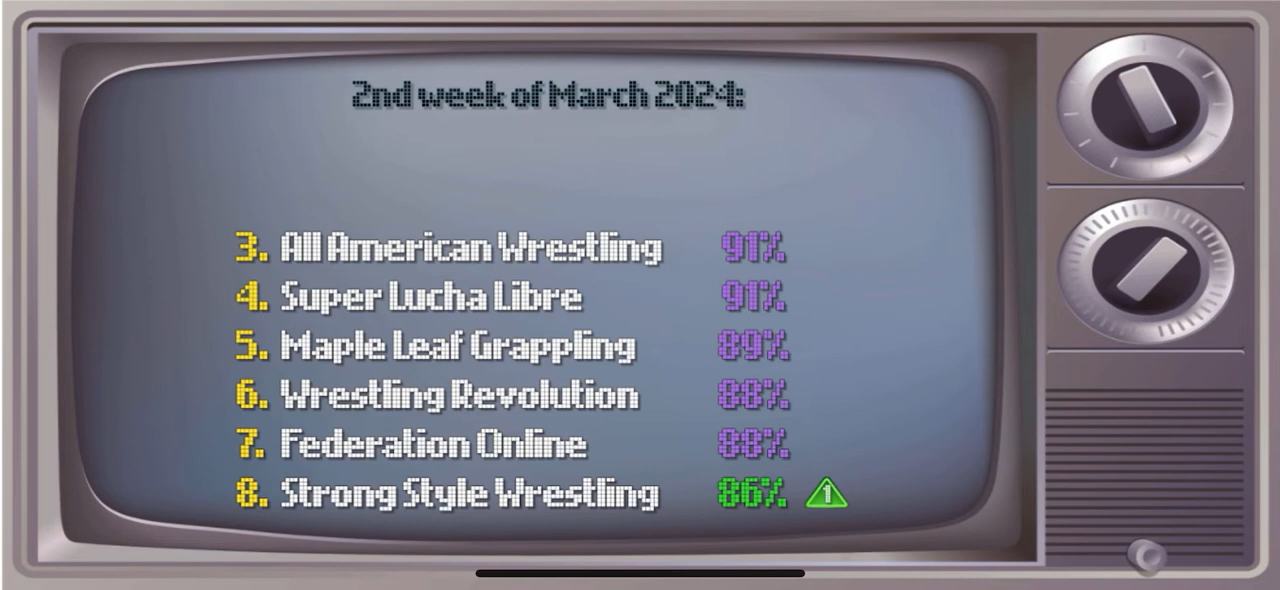 2nd week of March 2024:
3. All American Wrestling 91%
4. Super Lucha Libre 91%
5. Maple Leaf Grappling 89%
6. Wrestling Revolution 88%
7. Federation Online 88%
8. Strong Style Wrestling 86% 1